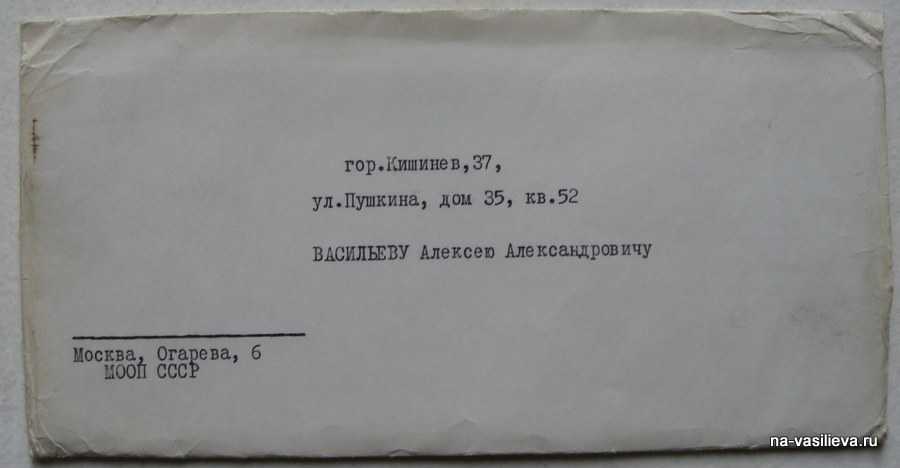 гор.Кишинев,37,
ул.Пушкина, дом 35, кв.52
ВАСИЛЬЕВУ Алексею Александровичу
Москва, Огарева, 6
МООП СССР
na-vasilieva.ru